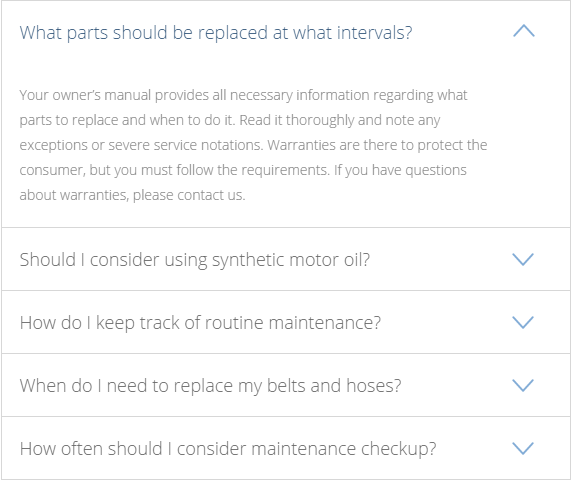 What parts should be replaced at what intervals?
Your owner's manual provides all necessary information regarding what
parts to replace and when to do it. Read it thoroughly and note any
exceptions or severe service notations. Warranties are there to protect the
consumer, but you must follow the requirements. If you have questions
about warranties, please contact us.
Should I consider using synthetic motor oil?
How do I keep track of routine maintenance?
When do I need to replace my belts and hoses?
How often should I consider maintenance checkup?